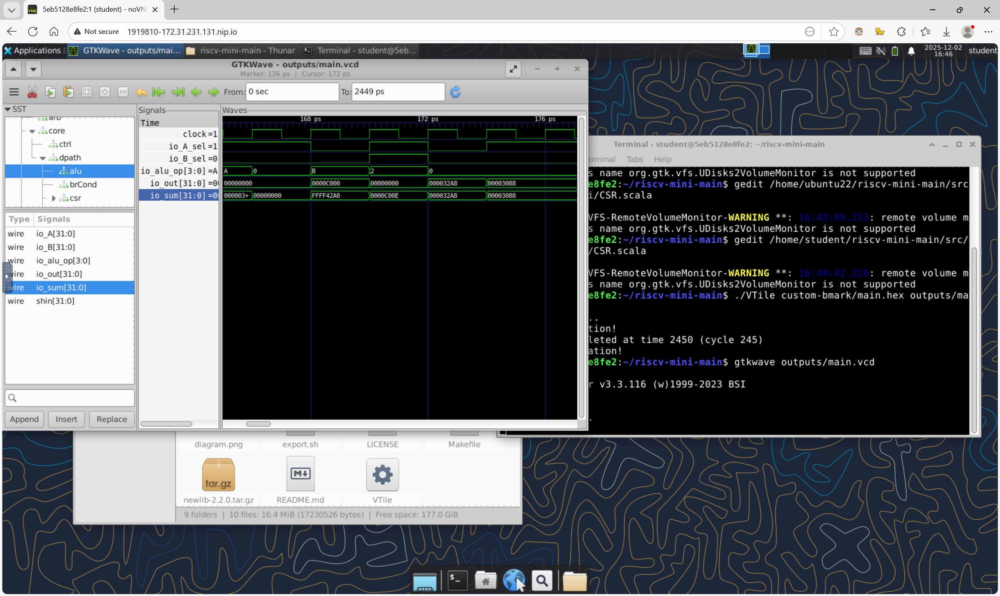 5eb5128e8fe2:1 (student) - noVN
Not secure
1919810-172.31.231.131.nip.io
Applications
GTKWave - outputs/mai...
riscv-mini-main - Thunar
Terminal - student@5eb...
2025-12-02
16:46
student
GTKWave - outputs/main.vcd
Marker: 136 ps | Cursor: 172 ps
From: 0 sec
To: 2449 ps
SST
arb
core
ctrl
dpath
alu
brCond
csr
Type Signals
wire io_A[31:0]
wire io_B[31:0]
wire io_alu_op[3:0]
wire io_out[31:0]
wire io_sum[31:0]
wire shin[31:0]
Append Insert Replace
Signals
Time
clock =1
io_A_sel =1
io_B_sel =0
io_alu_op[3:0] =A
io_out[31:0] =0
io_sum[31:0] =0
Waves
168 ps 172 ps 176 ps
A 0 B 2 0
00000000 0000C000 00000000 000032A8 00003088
000003+ 00000000 FFFF42A0 0000C00E 000032A8 00003088
Terminal - student@5eb5128e8fe2: ~/riscv-mini-main
erminal Tabs Help
s name org.gtk.vfs.UDisks2VolumeMonitor is not supported
e8fe2:~/riscv-mini-main$ gedit /home/ubuntu22/riscv-mini-main/src
i/CSR.scala
VFS-RemoteVolumeMonitor-WARNING **: 16:43:09.233: remote volume m
s name org.gtk.vfs.UDisks2VolumeMonitor is not supported
e8fe2:~/riscv-mini-main$ gedit /home/student/riscv-mini-main/src/
/CSR.scala
VFS-RemoteVolumeMonitor-WARNING **: 16:44:42.226: remote volume m
s name org.gtk.vfs.UDisks2VolumeMonitor is not supported
e8fe2:~/riscv-mini-main$ ./VTile custom-bmark/main.hex outputs/ma
..
tion!
leted at time 2450 (cycle 245)
ation!
e8fe2:~/riscv-mini-main$ gtkwave outputs/main.vcd
r v3.3.116 (w)1999-2023 BSI
.
diagram.png export.sh LICENSE Makefile
tar.gz
M
newlib-2.2.0.tar.gz README.md VTile
9 folders | 10 files: 16.4 MiB (17230526 bytes) | Free space: 177.0 GiB
$_